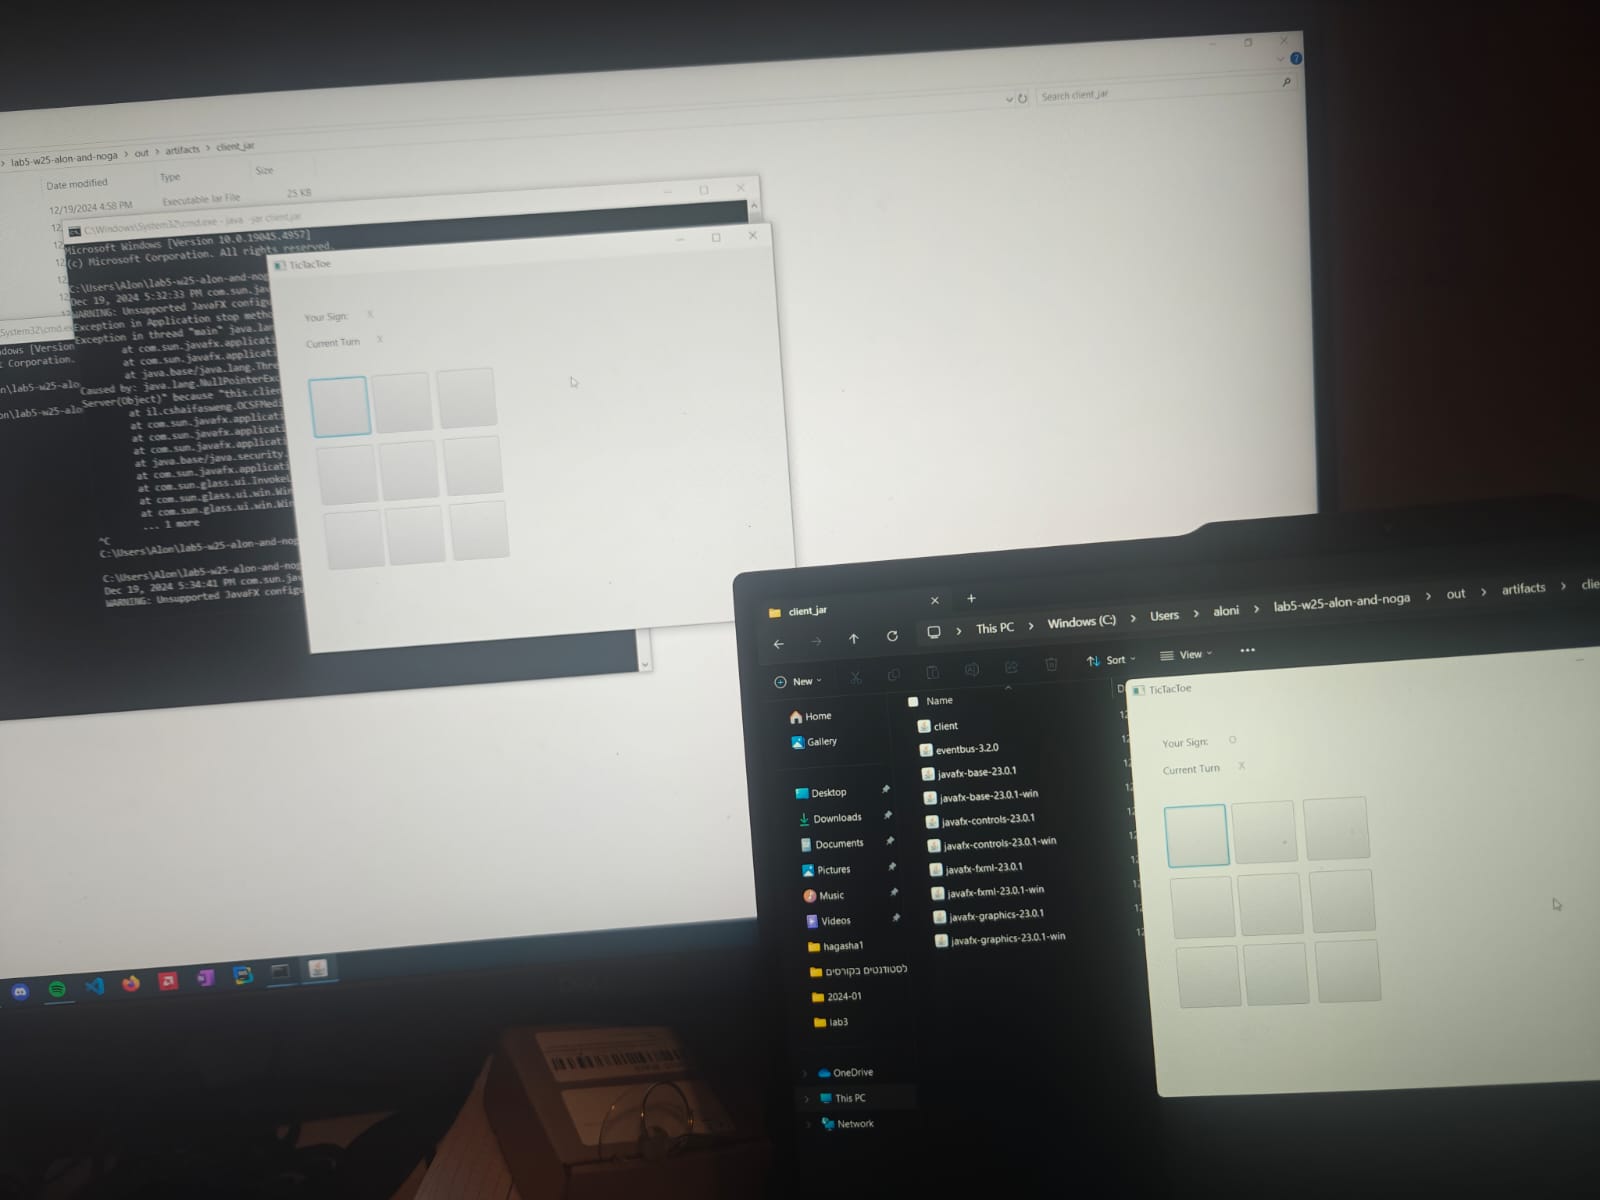 lab5-w25-alon-and-noga > out > artifacts > client_jar
Search client_jar
Date modified
Type
Size
12/19/2024 4:58 PM
Executable Jar File
25 KB
C:\Windows\System32\cmd.exe - java -jar client.jar
Microsoft Windows [Version 10.0.19045.4957]
(c) Microsoft Corporation. All rights reserved.
C:\Users\Alon\lab5-w25-alon-and-nog
Dec 19, 2024 5:32:33 PM com.sun.jav
WARNING: Unsupported JavaFX configu
Exception in Application stop metho
Exception in thread "main" java.lan
at com.sun.javafx.applicati
at com.sun.javafx.applicati
at java.base/java.lang.Thre
Caused by: java.lang.NullPointerExc
Server(Object)" because "this.clie
at il.cshaifasweng.OCSFMedi
at com.sun.javafx.applicati
at com.sun.javafx.applicati
at com.sun.javafx.applicati
at java.base/java.security.
at com.sun.javafx.applicati
at com.sun.glass.ui.InvokeL
at com.sun.glass.ui.win.Win
at com.sun.glass.ui.win.Win
... 1 more
^C
C:\Users\Alon\lab5-w25-alon-and-nog
C:\Users\Alon\lab5-w25-alon-and-nog
Dec 19, 2024 5:34:41 PM com.sun.jav
WARNING: Unsupported JavaFX configu
System32\cmd.e
dows [Version
t Corporation.
n\lab5-w25-alo
on\lab5-w25-alo
TicTacToe
Your Sign: X
Current Turn X
client_jar
This PC > Windows (C:) > Users > aloni > lab5-w25-alon-and-noga > out > artifacts > clie
New
Sort
View
Home
Gallery
Desktop
Downloads
Documents
Pictures
Music
Videos
hagasha1
לסטודנטים בקורסים
2024-01
lab3
OneDrive
This PC
Network
Name
client
eventbus-3.2.0
javafx-base-23.0.1
javafx-base-23.0.1-win
javafx-controls-23.0.1
javafx-controls-23.0.1-win
javafx-fxml-23.0.1
javafx-fxml-23.0.1-win
javafx-graphics-23.0.1
javafx-graphics-23.0.1-win
TicTacToe
Your Sign: O
Current Turn X